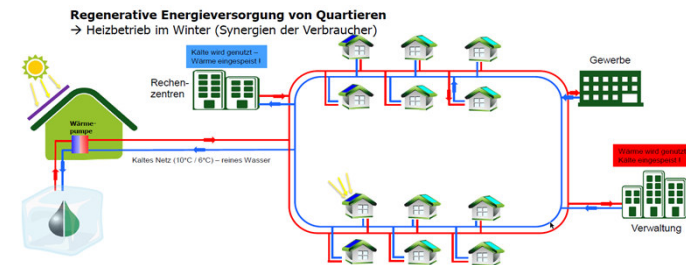 Regenerative Energieversorgung von Quartieren
→ Heizbetrieb im Winter (Synergien der Verbraucher)
Kälte wird genutzt –
Wärme eingespeist !
Rechen-
zentren
Gewerbe
Wärme-
pumpe
Kaltes Netz (10°C / 6°C) – reines Wasser
Wärme wird genutzt
Kälte eingespeist !
Verwaltung